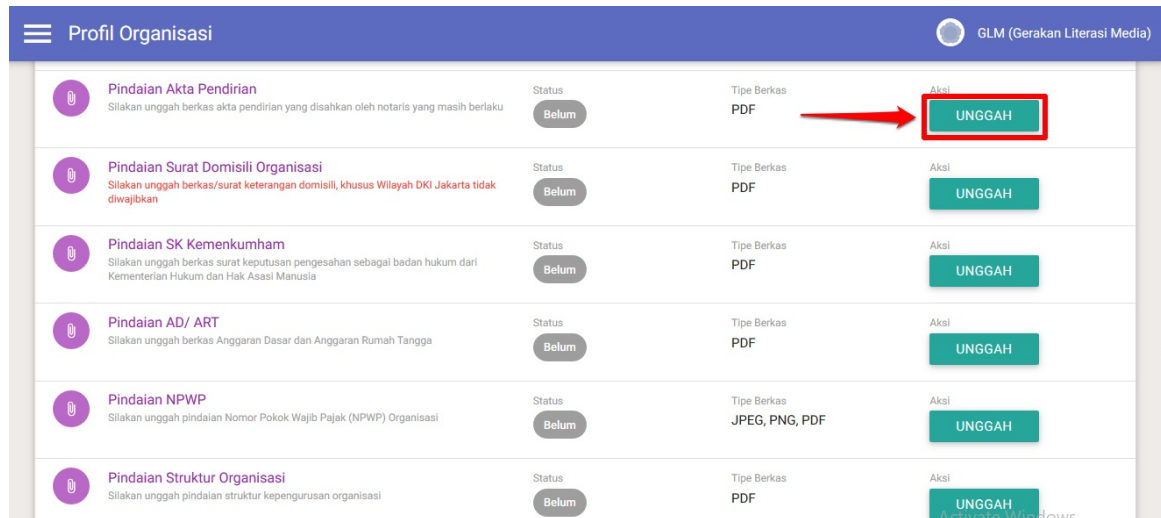 Profil Organisasi
GLM (Gerakan Literasi Media)
Pindaian Akta Pendirian
Silakan unggah berkas akta pendirian yang disahkan oleh notaris yang masih berlaku
Status
Belum
Tipe Berkas
PDF
Aksi
UNGGAH
Pindaian Surat Domisili Organisasi
Silakan unggah berkas/surat keterangan domisili, khusus Wilayah DKI Jakarta tidak
diwajibkan
Status
Belum
Tipe Berkas
PDF
Aksi
UNGGAH
Pindaian SK Kemenkumham
Silakan unggah berkas surat keputusan pengesahan sebagai badan hukum dari
Kementerian Hukum dan Hak Asasi Manusia
Status
Belum
Tipe Berkas
PDF
Aksi
UNGGAH
Pindaian AD/ ART
Silakan unggah berkas Anggaran Dasar dan Anggaran Rumah Tangga
Status
Belum
Tipe Berkas
PDF
Aksi
UNGGAH
Pindaian NPWP
Silakan unggah pindaian Nomor Pokok Wajib Pajak (NPWP) Organisasi
Status
Belum
Tipe Berkas
JPEG, PNG, PDF
Aksi
UNGGAH
Pindaian Struktur Organisasi
Silakan unggah pindaian struktur kepengurusan organisasi
Status
Belum
Tipe Berkas
PDF
Aksi
UNGGAH
Activate Windows